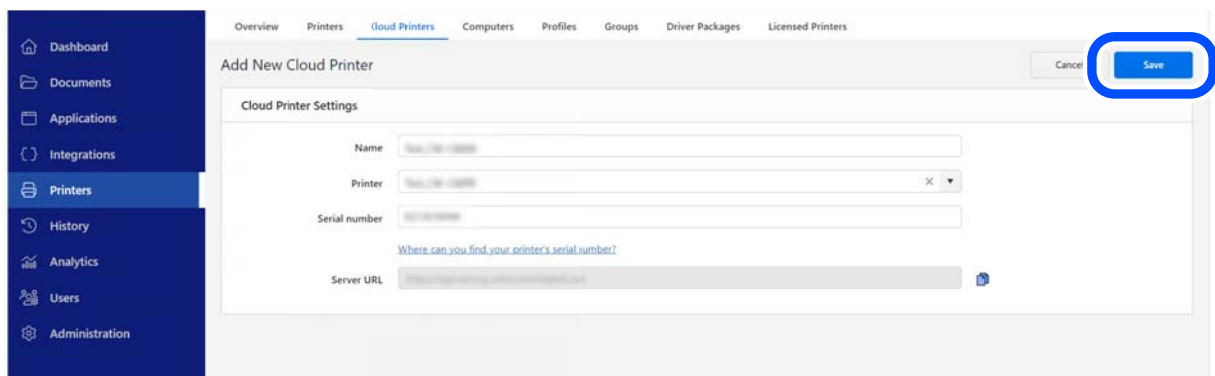 Overview Printers Cloud Printers Computers Profiles Groups Driver Packages Licensed Printers
Dashboard
Documents
Applications
Integrations
Printers
History
Analytics
Users
Administration
Add New Cloud Printer
Cancel Save
Cloud Printer Settings
Name
Printer
Serial number
Where can you find your printer's serial number?
Server URL